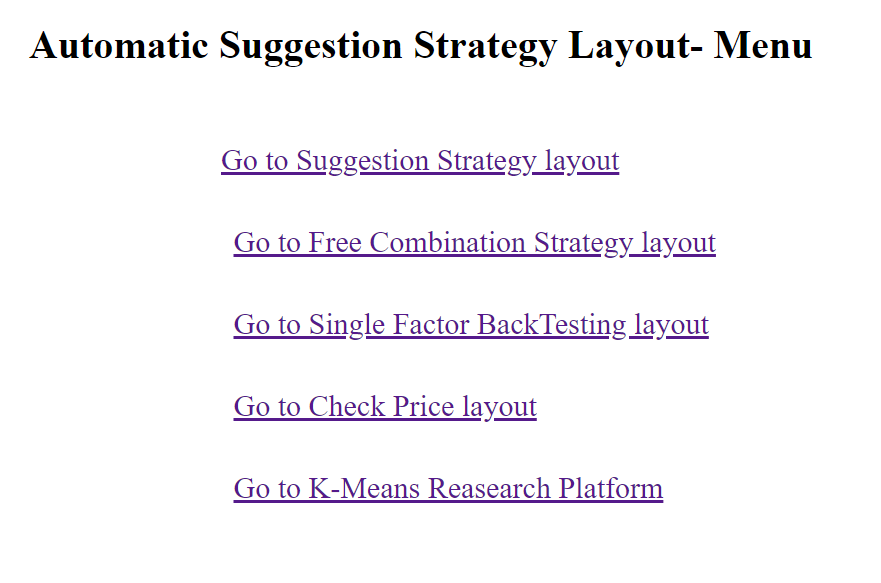 Automatic Suggestion Strategy Layout- Menu
Go to Suggestion Strategy layout
Go to Free Combination Strategy layout
Go to Single Factor BackTesting layout
Go to Check Price layout
Go to K-Means Reasearch Platform